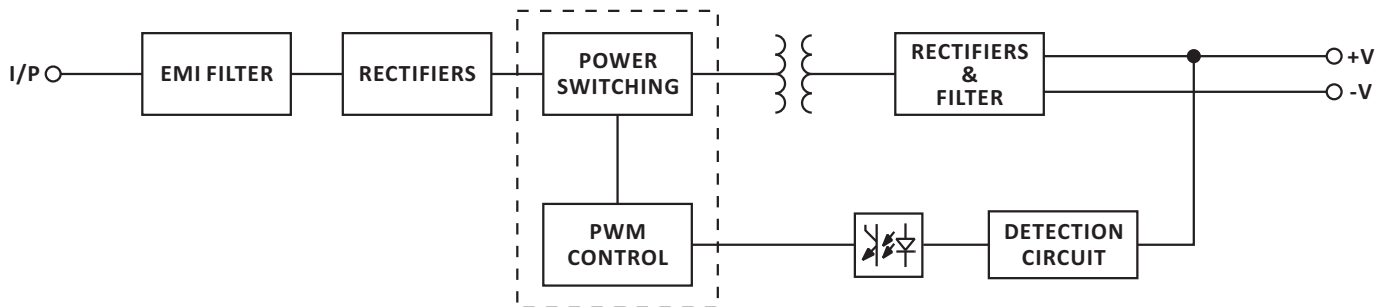 I/P
EMI FILTER
RECTIFIERS
POWER
SWITCHING
RECTIFIERS
&
FILTER
+V
-V
PWM
CONTROL
DETECTION
CIRCUIT